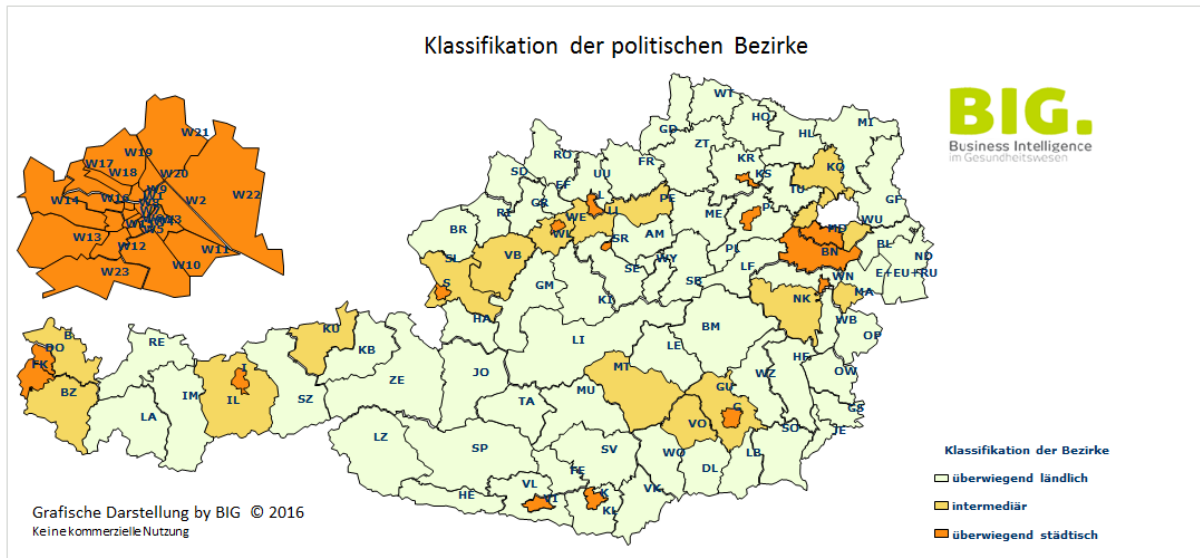 Klassifikation der politischen Bezirke
BIG.
Business Intelligence
im Gesundheitswesen
W21
W19
W17
W18
W20
W9
W14
W16
W2
W22
W13
W12
W11
W10
W23
WT
HO
GD
HL
MI
ZT
RO
FR
KR
KO
SD
UU
KS
EF
TU
L
PE
GF
GR
RI
WE
LL
P
ME
WU
BR
WL
AM
MD
SR
BL
VB
SL
PL
BN
ND
WY
SE
LF
E+EU+RU
S
WN
GM
SB
KI
NK
MA
HA
WB
KU
BM
B
OP
RE
LI
DO
LE
KB
HF
FK
I
MT
JO
WZ
OW
ZE
GU
BZ
IM
IL
MU
SZ
TA
G
GS
LA
VO
SO
JE
LZ
SP
SV
WO
LB
FE
DL
VL
VK
HE
VI
K
KL
Klassifikation der Bezirke
überwiegend ländlich
intermediär
überwiegend städtisch
Grafische Darstellung by BIG © 2016
Keine kommerzielle Nutzung